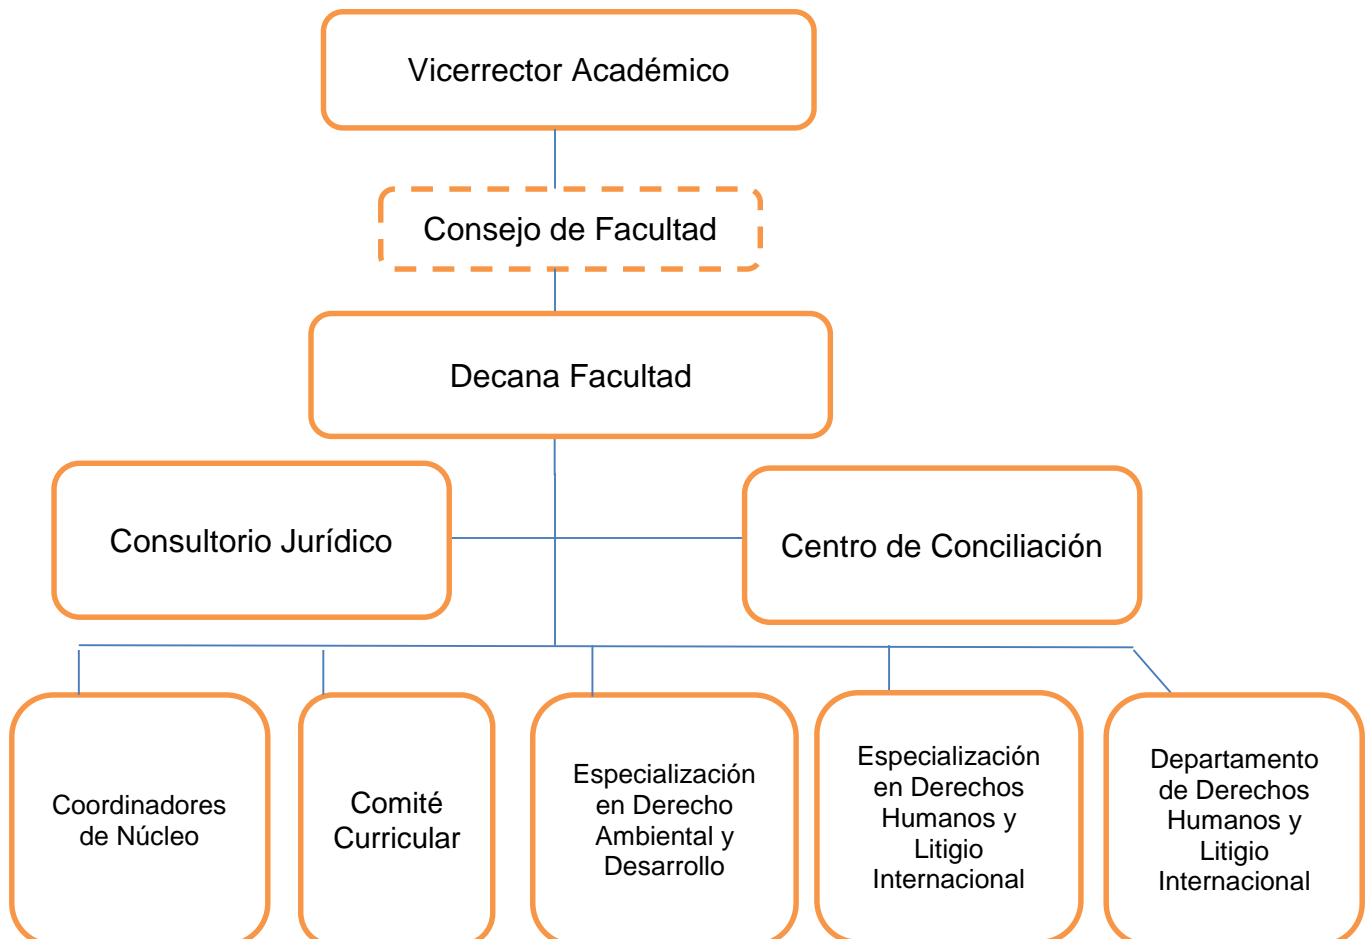 Vicerrector Académico
Consejo de Facultad
Decana Facultad
Consultorio Jurídico
Centro de Conciliación
Coordinadores
de Núcleo
Comité
Curricular
Especialización
en Derecho
Ambiental y
Desarrollo
Especialización
en Derechos
Humanos y
Litigio
Internacional
Departamento
de Derechos
Humanos y
Litigio
Internacional